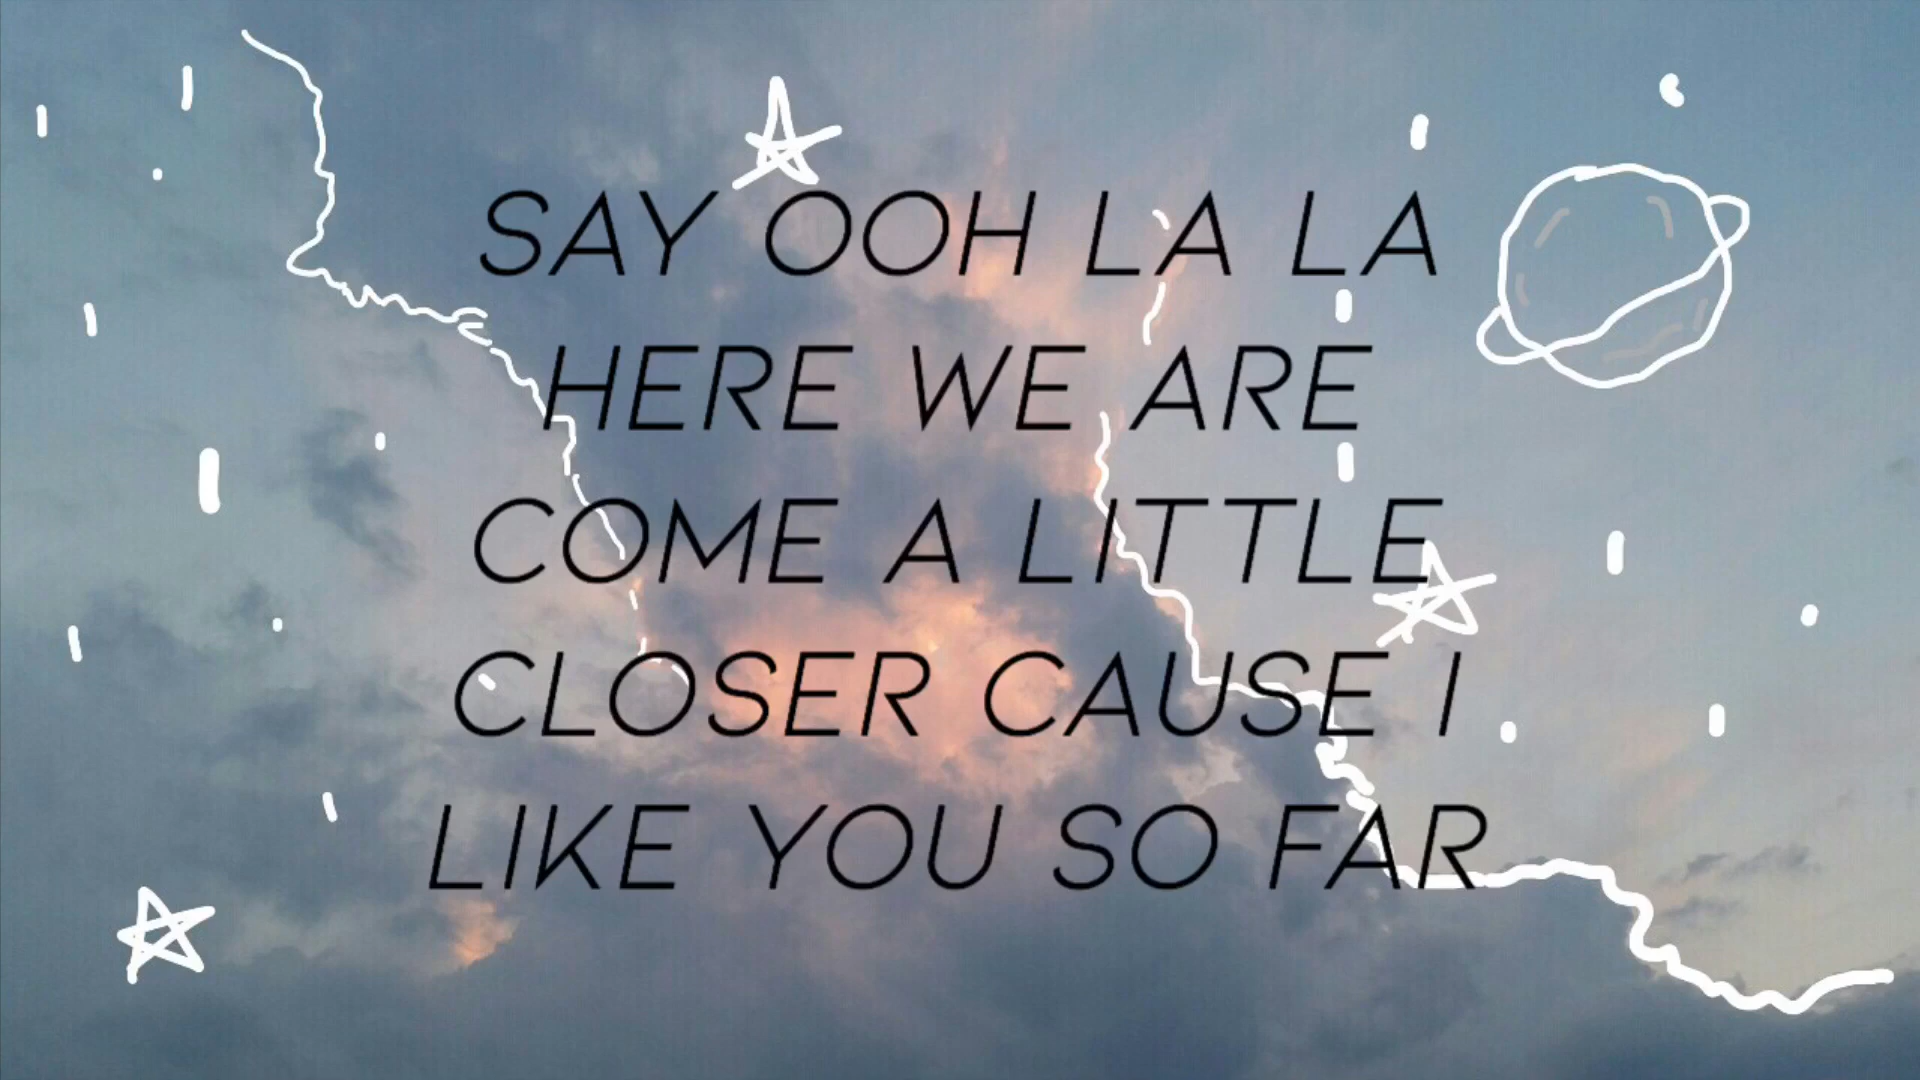 SAY OOH LA LA
HERE WE ARE
COME A LITTLE
CLOSER CAUSE I
LIKE YOU SO FAR